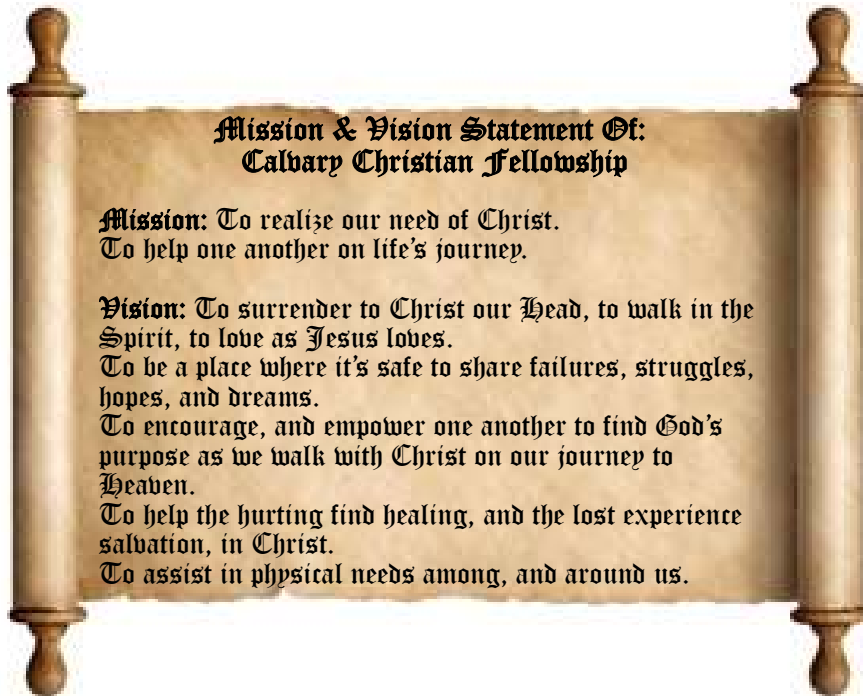 Mission & Vision Statement Of:
Calvary Christian Fellowship
Mission: To realize our need of Christ.
To help one another on life's journey.
Vision: To surrender to Christ our Head, to walk in the
Spirit, to love as Jesus loves.
To be a place where it's safe to share failures, struggles,
hopes, and dreams.
To encourage, and empower one another to find God's
purpose as we walk with Christ on our journey to
Heaven.
To help the hurting find healing, and the lost experience
salvation, in Christ.
To assist in physical needs among, and around us.